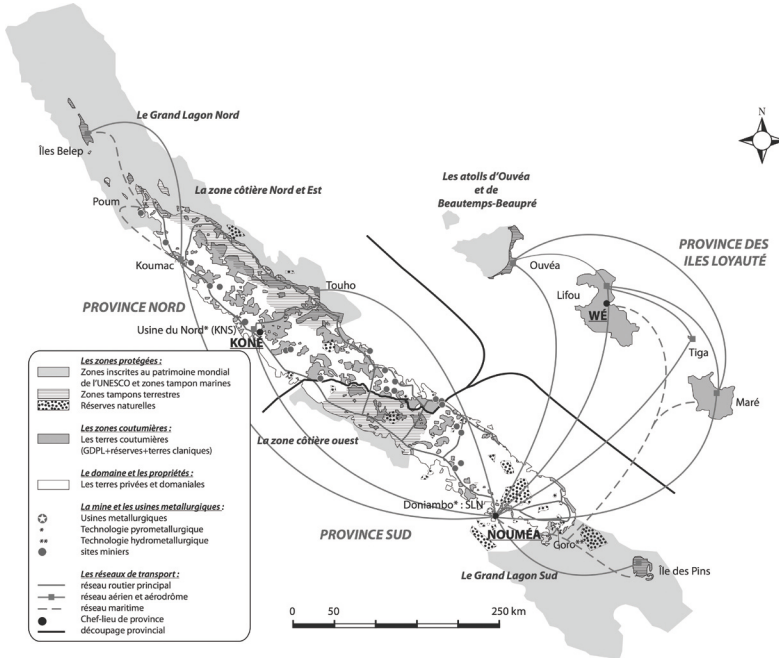 Le Grand Lagon Nord
Îles Belep
N
La zone côtière Nord et Est
Les atolls d'Ouvéa
et de
Beautemps-Beaupré
Poum
PROVINCE DES
ILES LOYAUTÉ
Koumac
Ouvéa
Touho
Lifou
PROVINCE NORD
WÉ
Usine du Nord* (KNS)
KONÉ
Tiga
Maré
La zone côtière ouest
Doniambo* : SLN
PROVINCE SUD
NOUMÉA
Goro**
Île des Pins
Le Grand Lagon Sud
0 50 250 km
Les zones protégées :
Zones inscrites au patrimoine mondial
de l'UNESCO et zones tampon marines
Zones tampons terrestres
Réserves naturelles
Les zones coutumières :
Les terres coutumières
(GDPL+réserves+terres claniques)
Le domaine et les propriétés :
Les terres privées et domaniales
La mine et les usines metallurgiques :
Usines metallurgiques
* Technologie pyrometallurgique
** Technologie hydrometallurgique
sites miniers
Les réseaux de transport :
réseau routier principal
réseau aérien et aérodrôme
réseau maritime
Chef-lieu de province
découpage provincial